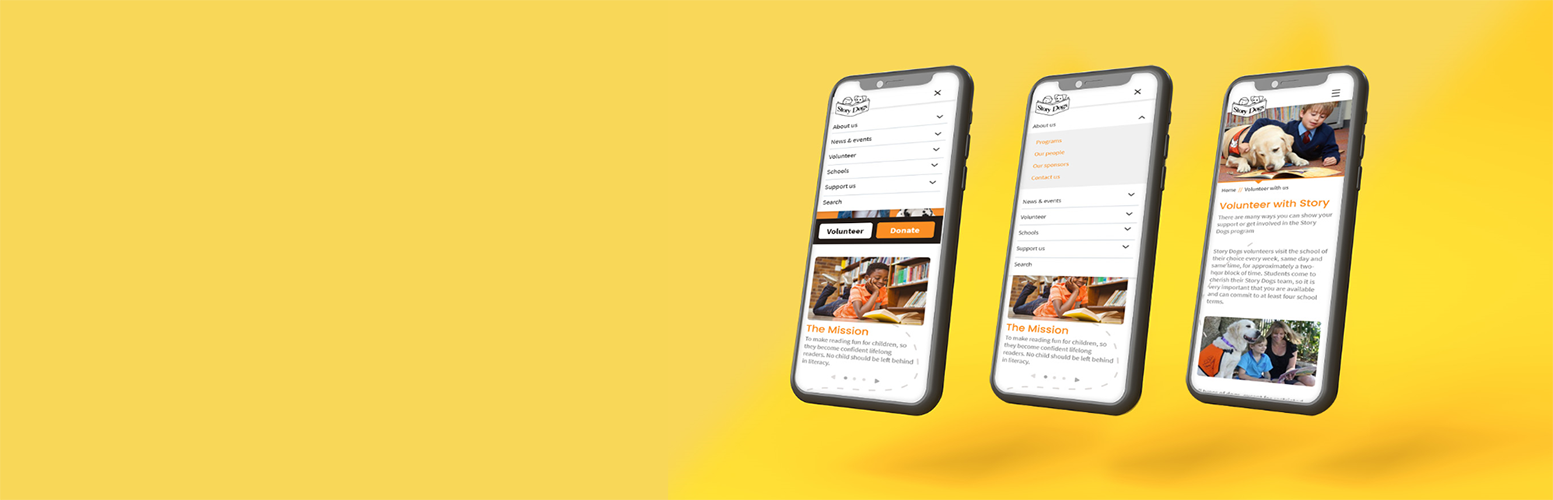 Story Dogs
About us
News & events
Volunteer
Schools
Support us
Search
Volunteer
Donate
The Mission
To make reading fun for children, so
they become confident lifelong
readers. No child should be left behind
in literacy.
Story Dogs
About us
Programs
Our people
Our sponsors
Contact us
News & events
Volunteer
Schools
Support us
Search
The Mission
To make reading fun for children, so
they become confident lifelong
readers. No child should be left behind
in literacy.
Story Dogs
Home // Volunteer with us
Volunteer with Story
There are many ways you can show your
support or get involved in the Story
Dogs program
Story Dogs volunteers visit the school of
their choice every week, same day and
same time, for approximately a two-
hour block of time. Students come to
cherish their Story Dogs team, so it is
very important that you are available
and can commit to at least four school
terms.